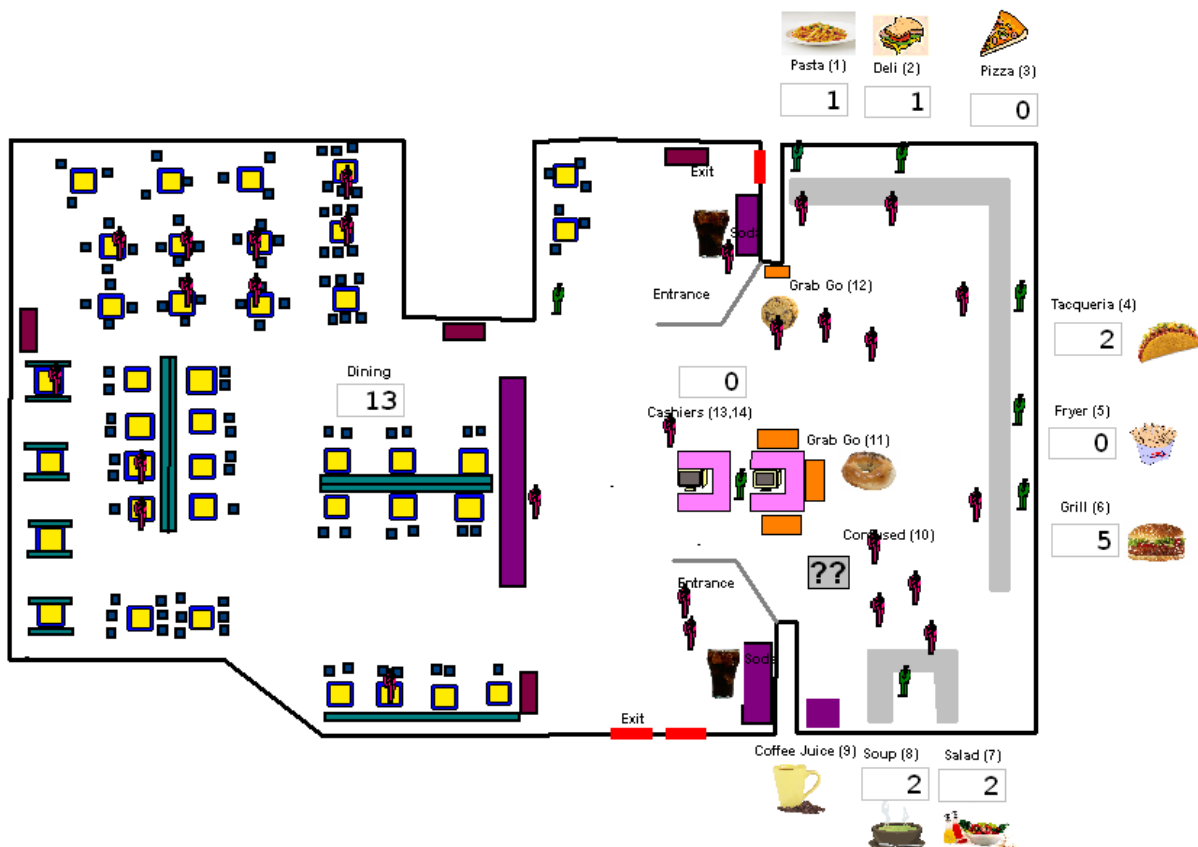 Pasta (1)
Deli (2)
Pizza (3)
1
1
0
Exit
Soda
Entrance
Grab Go (12)
Tacqueria (4)
2
Dining
13
0
Cashiers (13,14)
Fryer (5)
0
Grab Go (11)
Grill (6)
5
Confused (10)
??
Entrance
Soda
Exit
Coffee Juice (9)
Soup (8)
Salad (7)
2
2